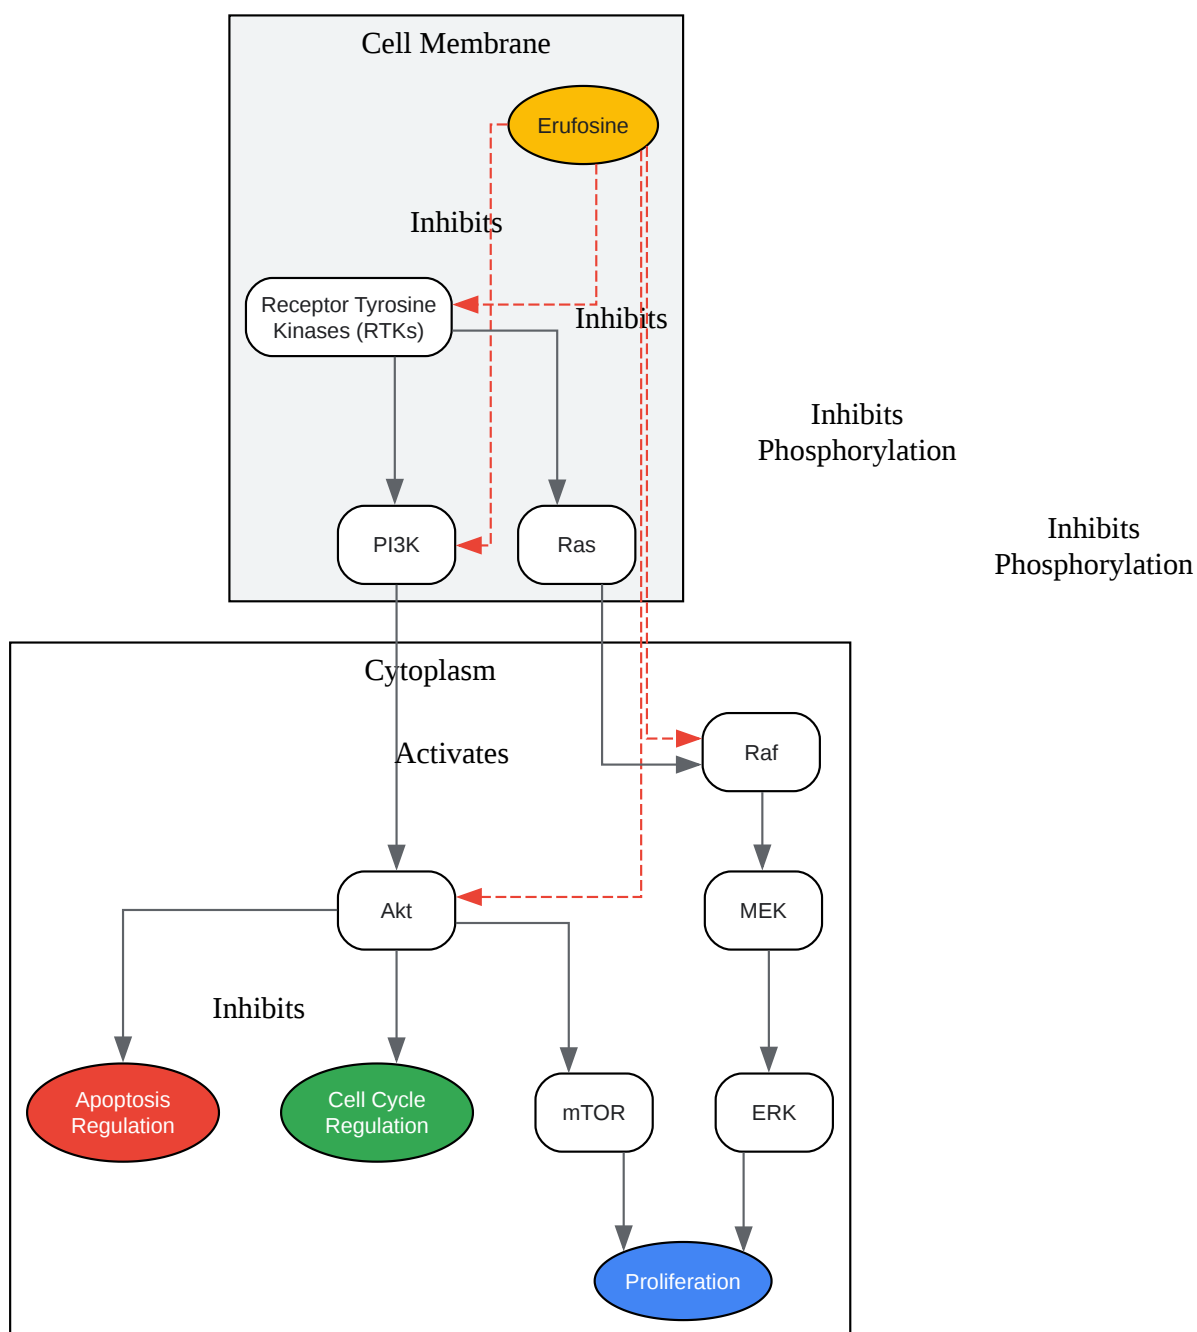 Cell Membrane
Erufosine
Inhibits
Receptor Tyrosine
Kinases (RTKs)
Inhibits
Inhibits
Phosphorylation
Inhibits
Phosphorylation
PI3K
Ras
Cytoplasm
Activates
Raf
Akt
MEK
Inhibits
Apoptosis
Regulation
Cell Cycle
Regulation
mTOR
ERK
Proliferation